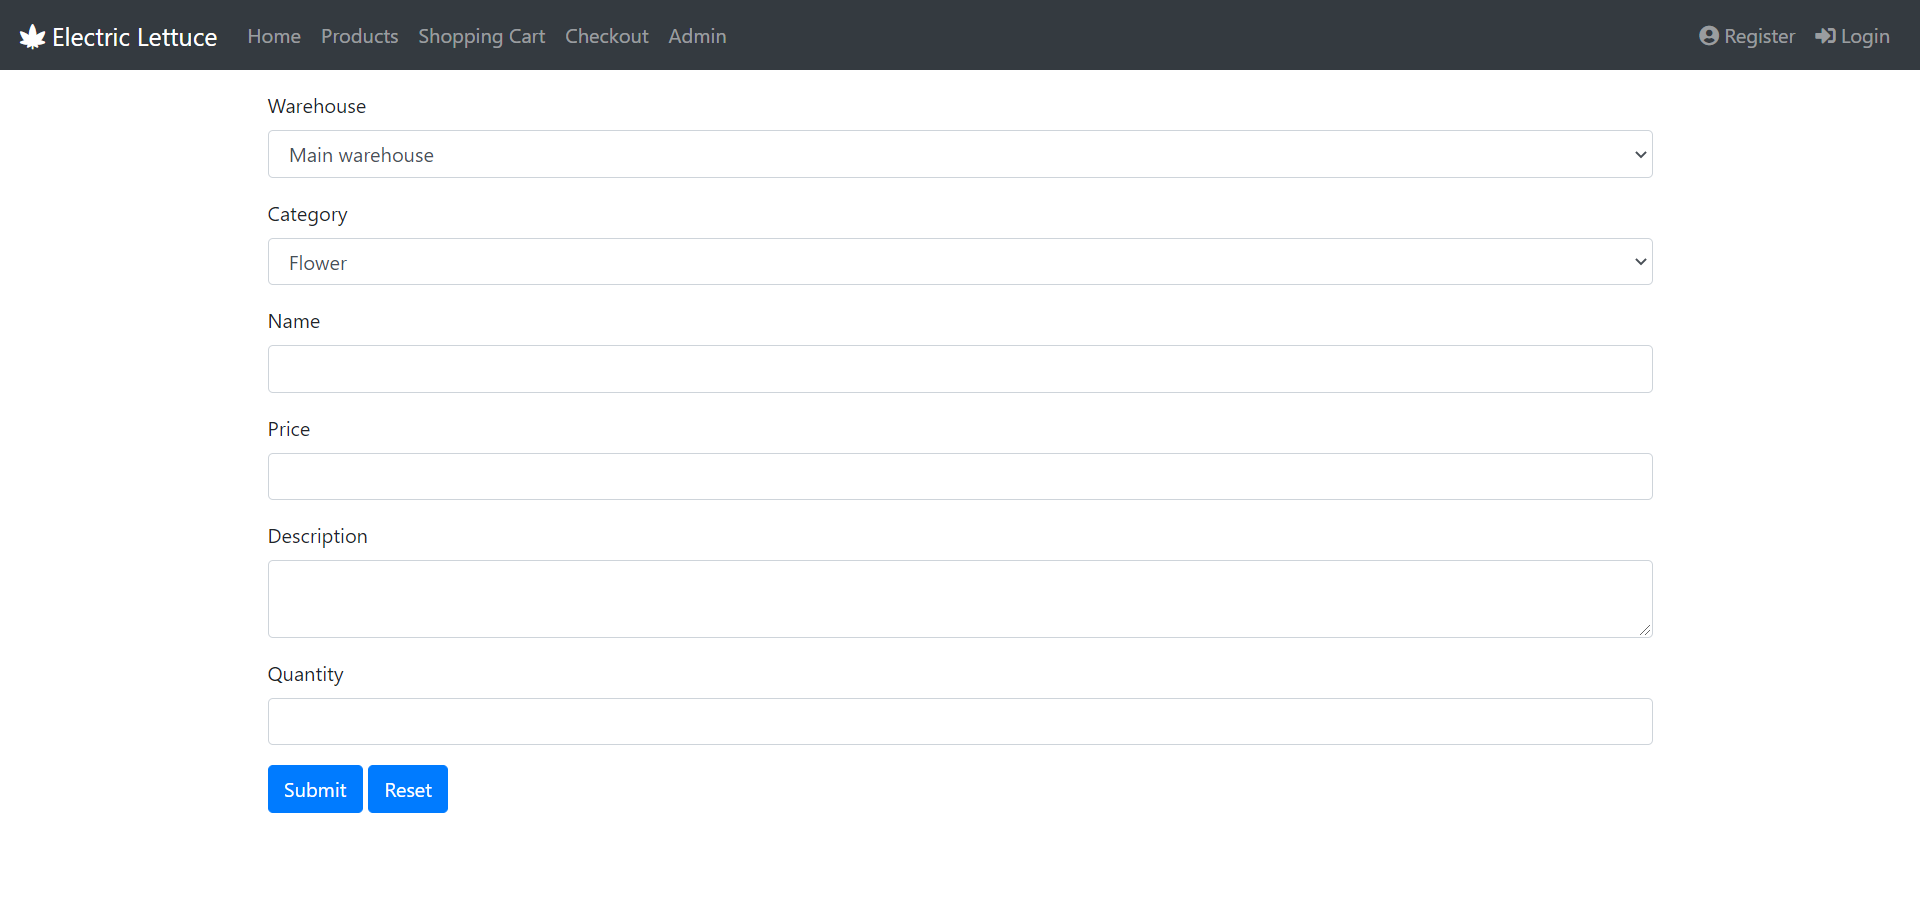 Electric Lettuce Home Products Shopping Cart Checkout Admin Register Login
Warehouse
Main warehouse
Category
Flower
Name
Price
Description
Quantity
Submit Reset